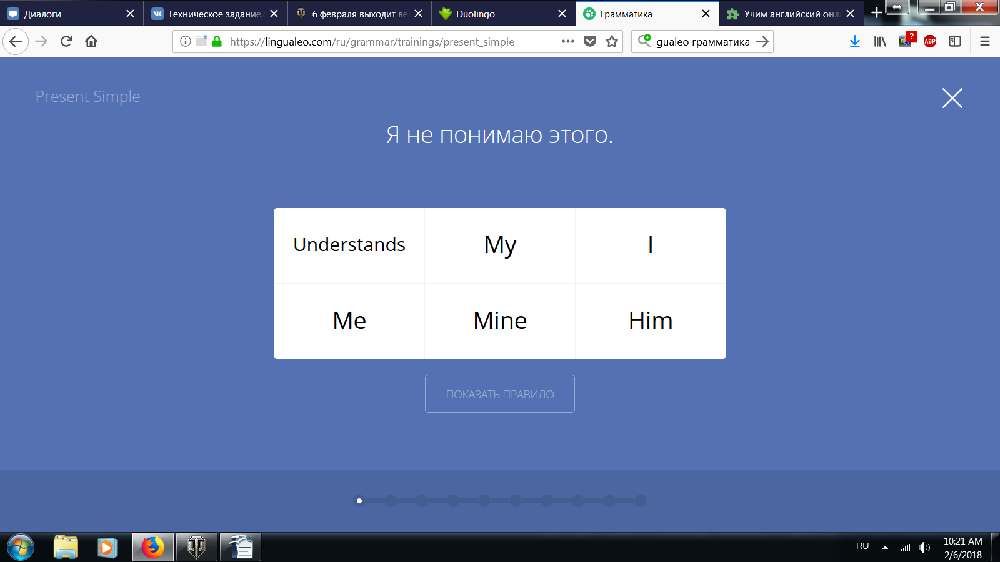 Диалоги
Техническое задание.
6 февраля выходит ве
Duolingo
Грамматика
Учим английский онл
https://lingualeo.com/ru/grammar/trainings/present_simple
gualeo грамматика
?
ABP
Present Simple
Я не понимаю этого.
Understands
My
I
Me
Mine
Him
ПОКАЗАТЬ ПРАВИЛО
RU
10:21 AM
2/6/2018